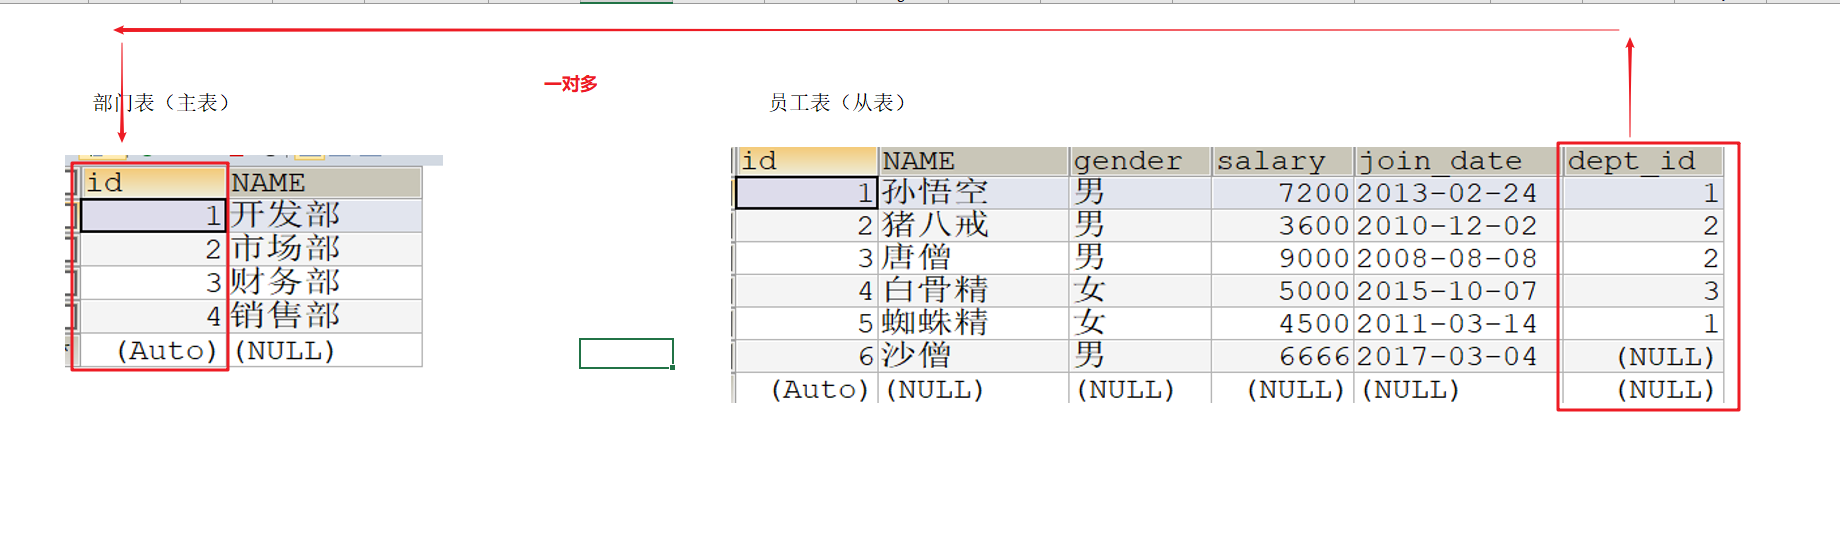 一对多
部门表（主表）
员工表（从表）
id NAME
1 开发部
2 市场部
3 财务部
4 销售部
(Auto) (NULL)
id NAME gender salary join_date dept_id
1 孙悟空 男 7200 2013-02-24 1
2 猪八戒 男 3600 2010-12-02 2
3 唐僧 男 9000 2008-08-08 2
4 白骨精 女 5000 2015-10-07 3
5 蜘蛛精 女 4500 2011-03-14 1
6 沙僧 男 6666 2017-03-04 (NULL)
(Auto) (NULL) (NULL) (NULL) (NULL) (NULL)